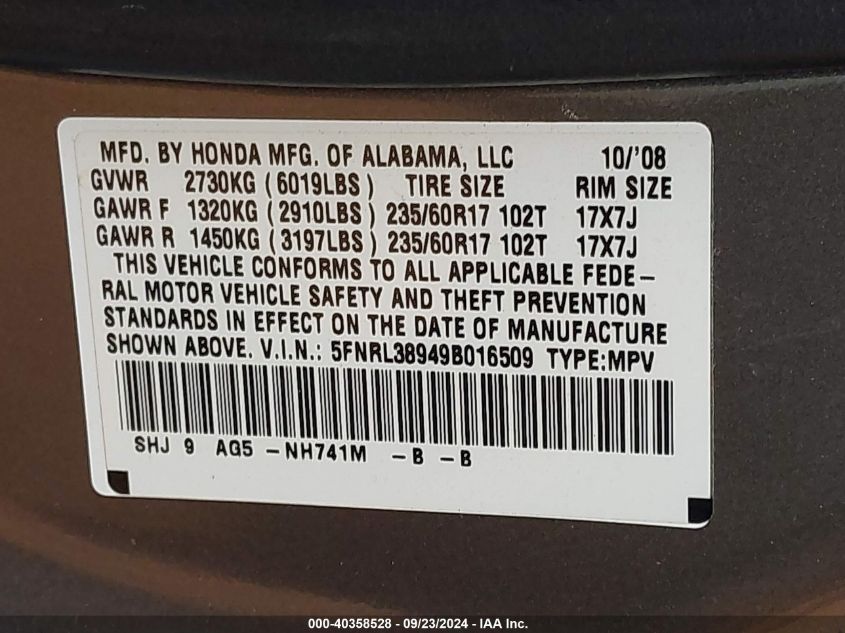 MFD. BY HONDA MFG. OF ALABAMA, LLC 10/'08
GVWR 2730KG (6019LBS) TIRE SIZE RIM SIZE
GAWR F 1320KG (2910LBS) 235/60R17 102T 17X7J
GAWR R 1450KG (3197LBS) 235/60R17 102T 17X7J
THIS VEHICLE CONFORMS TO ALL APPLICABLE FEDE-
RAL MOTOR VEHICLE SAFETY AND THEFT PREVENTION
STANDARDS IN EFFECT ON THE DATE OF MANUFACTURE
SHOWN ABOVE. V.I.N.: 5FNRL38949B016509 TYPE:MPV
SHJ 9 AG5 -NH741M -B -B
000-40358528 - 09/23/2024 - IAA Inc.